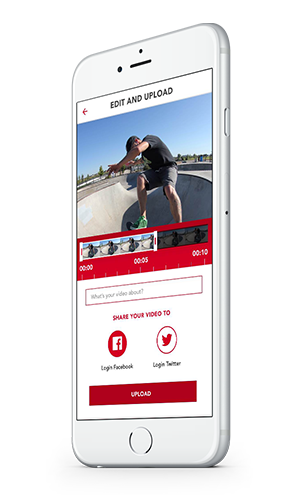 EDIT AND UPLOAD
00:00 00:05 00:10
What's your video about?
SHARE YOUR VIDEO TO
Login Facebook Login Twitter
UPLOAD